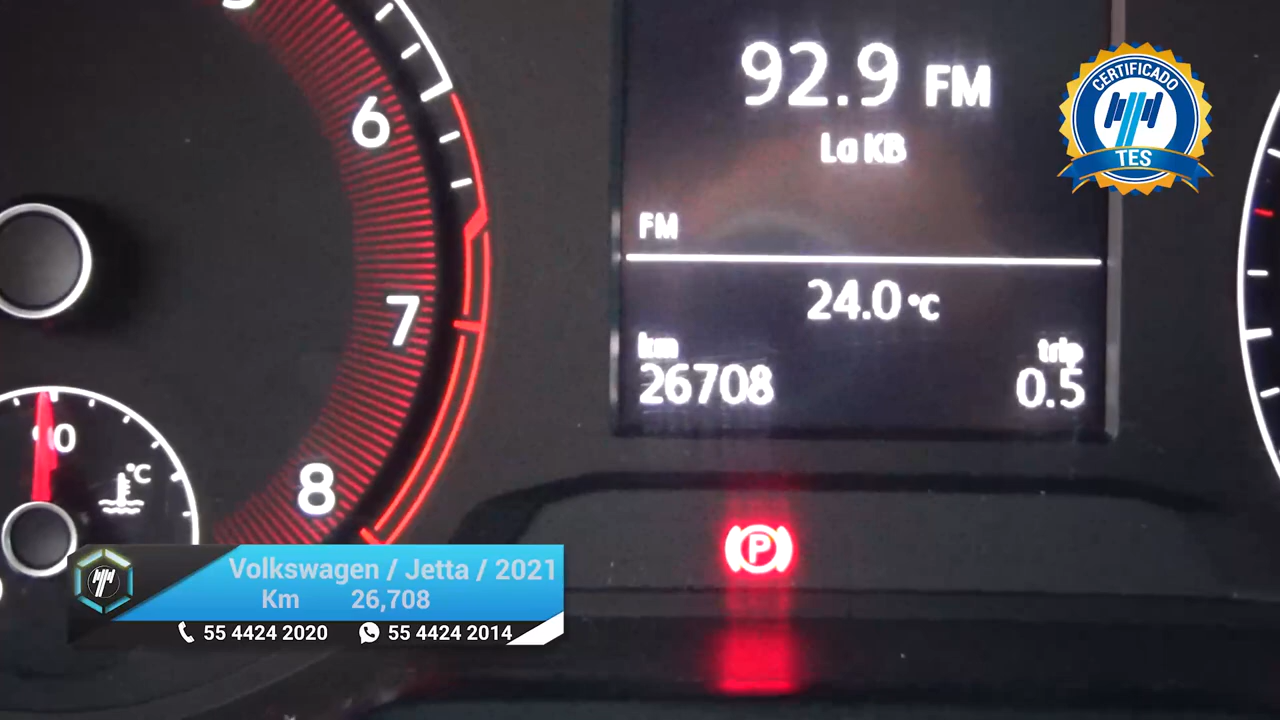 6
7
8
90
°C
92.9 FM
La KB
FM
24.0 °C
km
26708
trip
0.5
P
CERTIFICADO
TES
Volkswagen / Jetta / 2021
Km 26,708
55 4424 2020 55 4424 2014